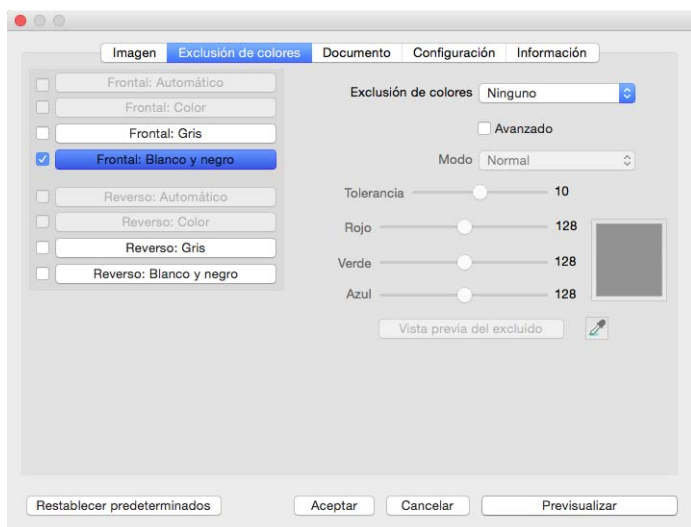 Imagen Exclusión de colores Documento Configuración Información
Frontal: Automático
Frontal: Color
Frontal: Gris
Frontal: Blanco y negro
Reverso: Automático
Reverso: Color
Reverso: Gris
Reverso: Blanco y negro
Exclusión de colores Ninguno
Avanzado
Modo Normal
Tolerancia 10
Rojo 128
Verde 128
Azul 128
Vista previa del excluido
Restablecer predeterminados Aceptar Cancelar Previsualizar